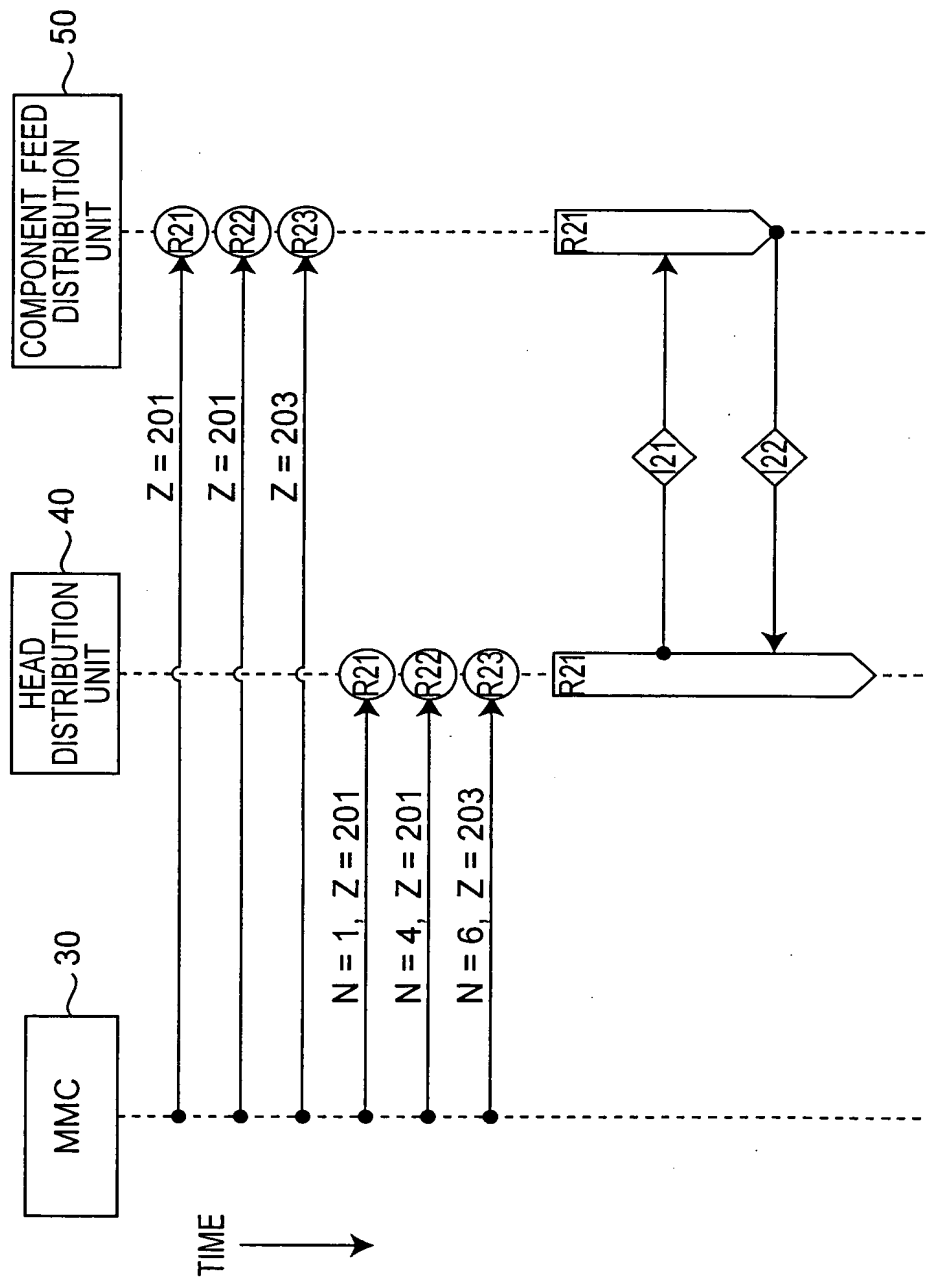 MMC
30
HEAD
DISTRIBUTION
UNIT
40
COMPONENT FEED
DISTRIBUTION
UNIT
50
TIME
Z = 201
R21
Z = 201
R22
Z = 203
R23
N = 1, Z = 201
R21
N = 4, Z = 201
R22
N = 6, Z = 203
R23
R21
R21
I21
I22